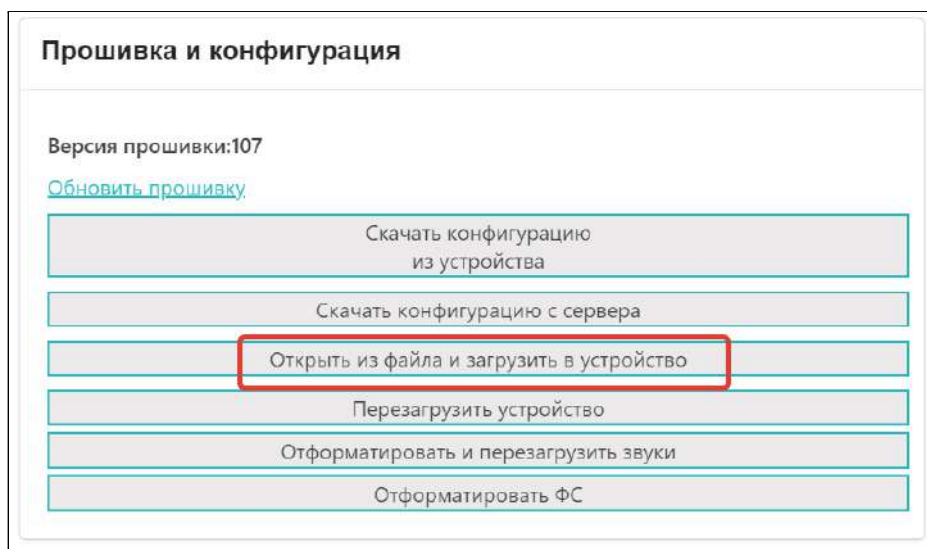 Прошивка и конфигурация
Версия прошивки:107
Обновить прошивку
Скачать конфигурацию
из устройства
Скачать конфигурацию с сервера
Открыть из файла и загрузить в устройство
Перезагрузить устройство
Отформатировать и перезагрузить звуки
Отформатировать ФС